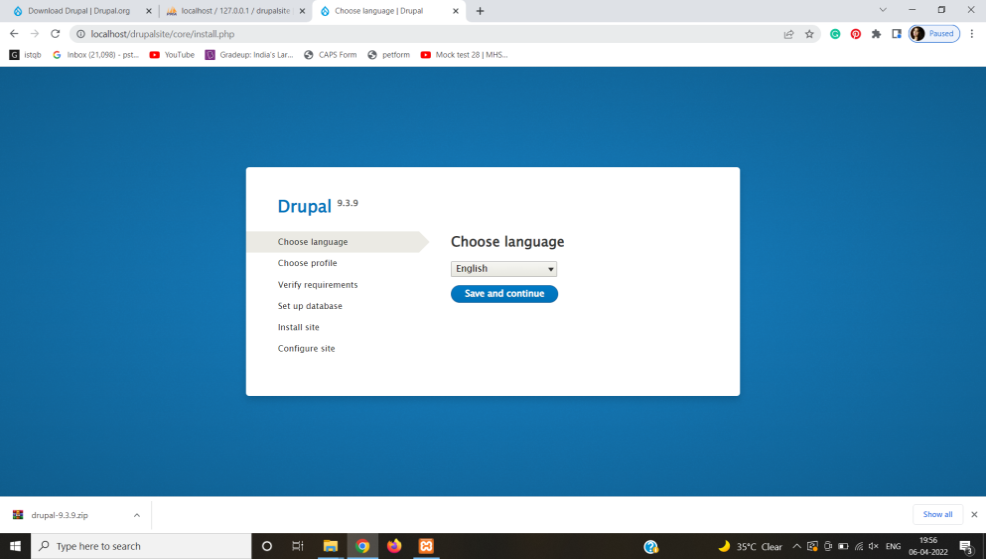 Download Drupal | Drupal.org
localhost / 127.0.0.1 / drupalsite |
Choose language | Drupal
localhost/drupalsite/core/install.php
Paused
istqb
Inbox (21,098) - pst...
YouTube
Gradeup: India's Lar...
CAPS Form
petform
Mock test 28 | MHS...
Drupal 9.3.9
Choose language
Choose profile
Verify requirements
Set up database
Install site
Configure site
Choose language
English
Save and continue
drupal-9.3.9.zip
Show all
Type here to search
35°C Clear
ENG
19:56
06-04-2022
3